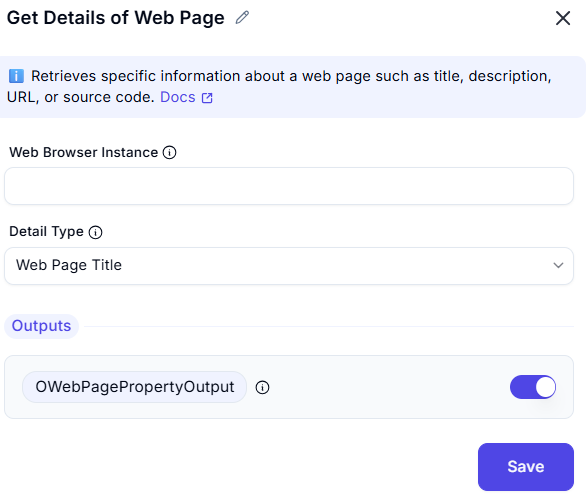 Get Details of Web Page
Retrieves specific information about a web page such as title, description,
URL, or source code. Docs
Web Browser Instance
Detail Type
Web Page Title
Outputs
OWebPagePropertyOutput
Save